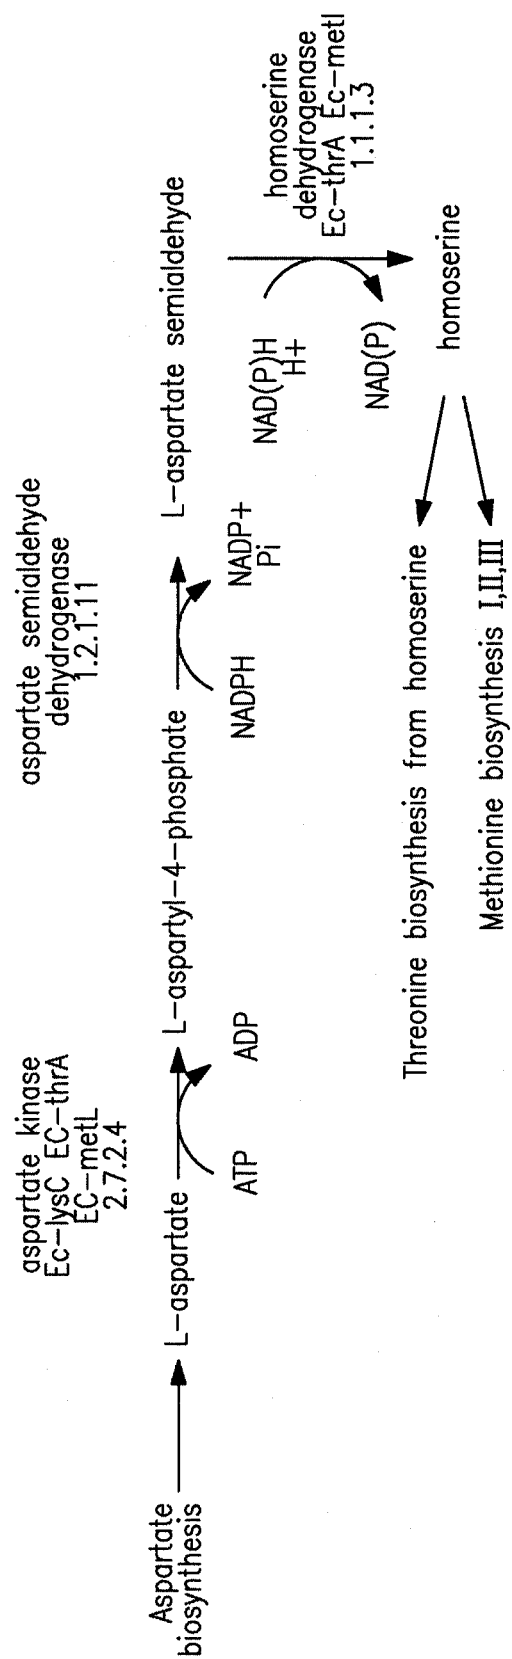 Aspartate
biosynthesis
L-aspartate
aspartate kinase
Ec-lysC EC-thrA
EC-metL
2.7.2.4
ATP
ADP
L-aspartyl-4-phosphate
aspartate semialdehyde
dehydrogenase
1.2.1.11
NADPH
NADP+
Pi
L-aspartate semialdehyde
homoserine
dehydrogenase
Ec-thrA Ec-metl
1.1.1.3
NAD(P)H
H+
NAD(P)
homoserine
Threonine biosynthesis from homoserine
Methionine biosynthesis I,II,III